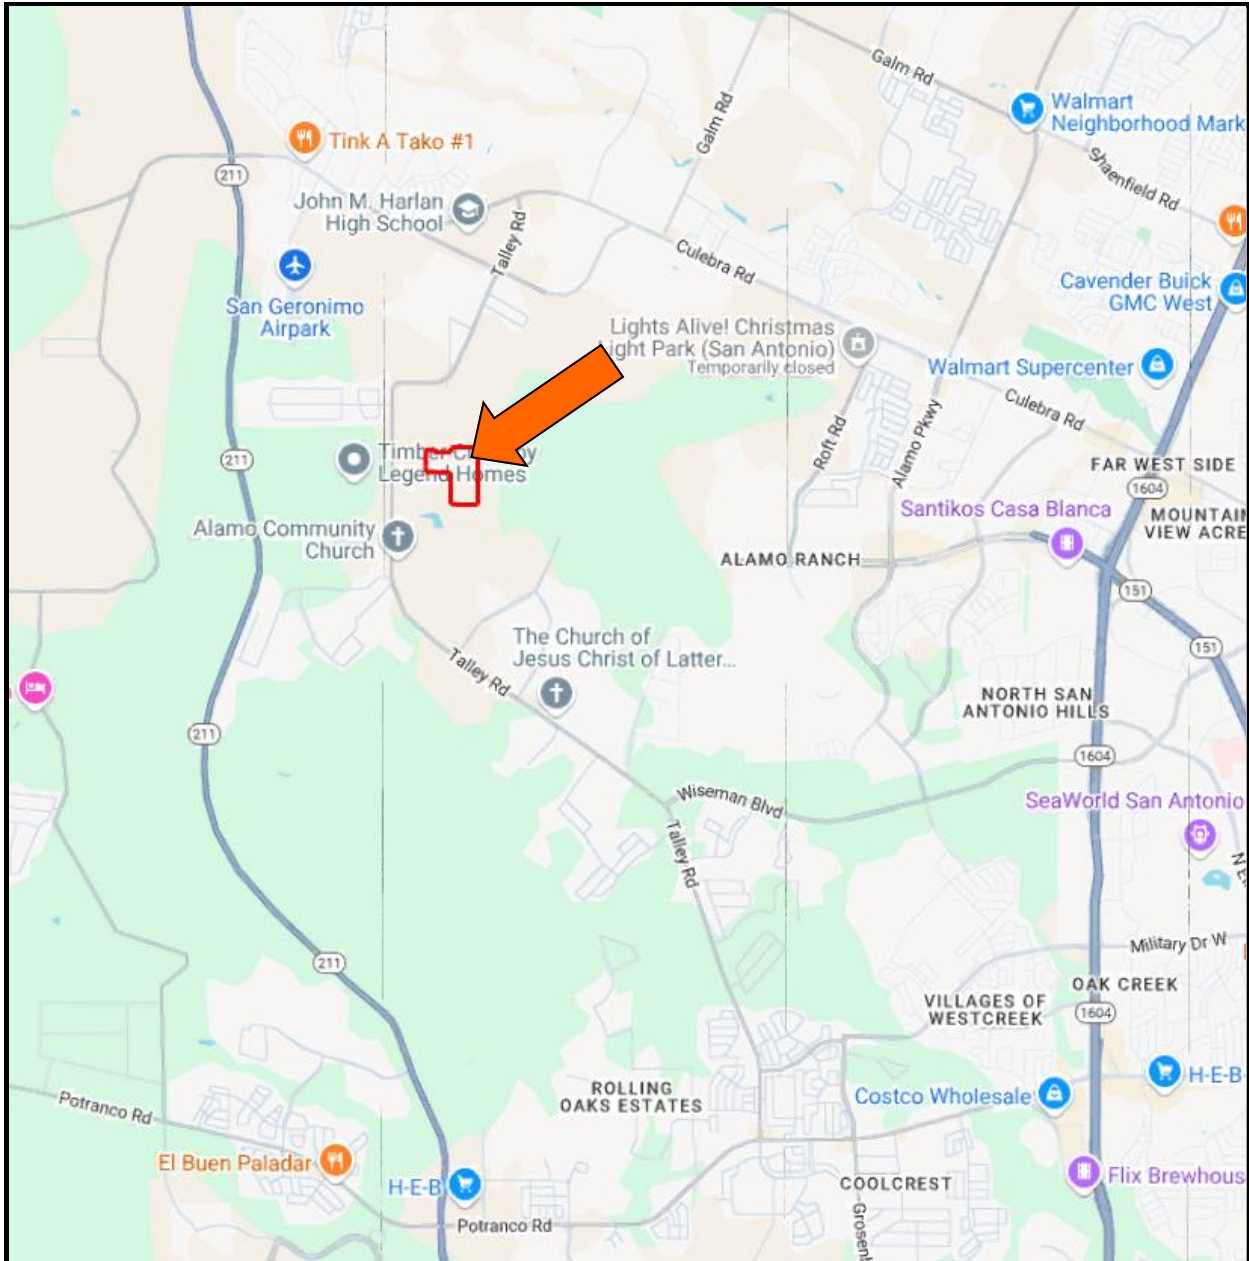 Galm Rd
Walmart
Neighborhood Mark
Galm Rd
Tink A Tako #1
Shaenfield Rd
211
John M. Harlan
High School
Talley Rd
Culebra Rd
San Geronimo
Airpark
Cavender Buick
GMC West
Lights Alive! Christmas
Light Park (San Antonio)
Temporarily closed
Walmart Supercenter
Culebra Rd
Roft Rd
Alamo Pkwy
211
Legend Homes
FAR WEST SIDE
1604
Santikos Casa Blanca
MOUNTAIN
VIEW ACRE
Alamo Community
Church
ALAMO RANCH
151
The Church of
Jesus Christ of Latter...
151
Talley Rd
NORTH SAN
ANTONIO HILLS
211
1604
Wiseman Blvd
SeaWorld San Antonio
Talley Rd
Military Dr W
211
OAK CREEK
VILLAGES OF
WESTCREEK
1604
H-E-B
ROLLING
OAKS ESTATES
Costco Wholesale
Potranco Rd
El Buen Paladar
H-E-B
COOLCREST
Flix Brewhous
Potranco Rd